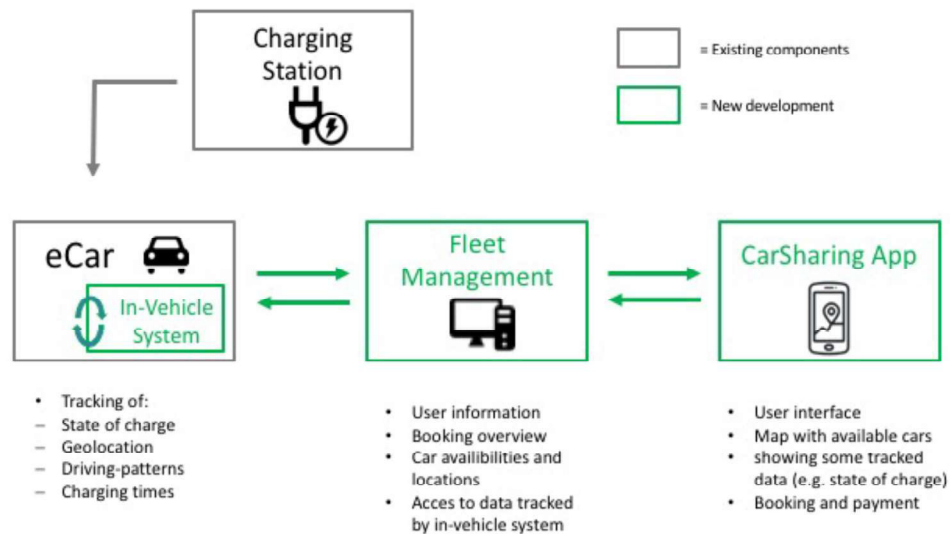 Charging
Station
= Existing components
= New development
eCar
In-Vehicle
System
Fleet
Management
CarSharing App
• Tracking of:
– State of charge
– Geolocation
– Driving-patterns
– Charging times
• User information
• Booking overview
• Car availibilities and
locations
• Acces to data tracked
by in-vehicle system
• User interface
• Map with available cars
• showing some tracked
data (e.g. state of charge)
• Booking and payment